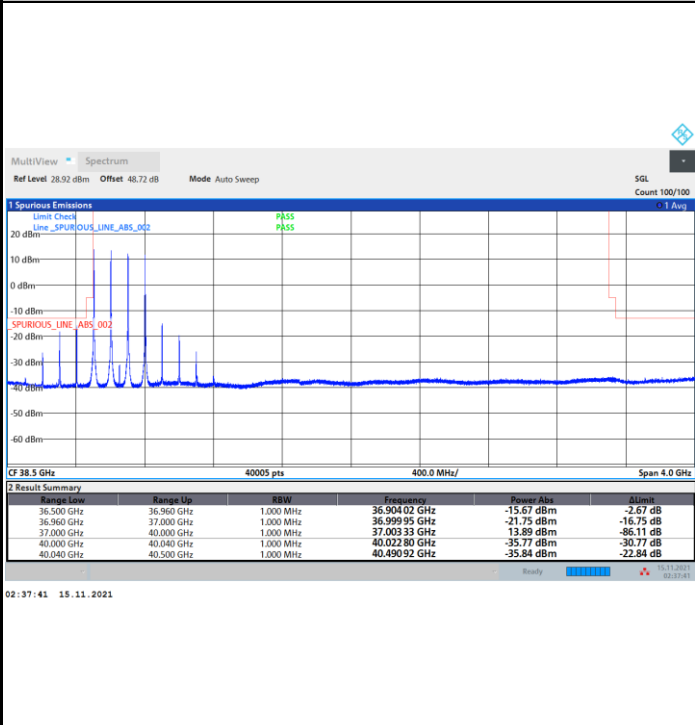 MultiView Spectrum
Ref Level 28.92 dBm Offset 48.72 dB Mode Auto Sweep SGL
Count 100/100
1 Spurious Emissions 1 Avg
Limit Check PASS
Line _SPURIOUS_LINE_ABS_002 PASS
20 dBm
10 dBm
0 dBm
-10 dBm
_SPURIOUS_LINE_ABS_002
-20 dBm
-30 dBm
-40 dBm
-50 dBm
-60 dBm
CF 38.5 GHz 40005 pts 400.0 MHz/ Span 4.0 GHz
2 Result Summary
Range Low Range Up RBW Frequency Power Abs ΔLimit
36.500 GHz 36.960 GHz 1.000 MHz 36.904 02 GHz -15.67 dBm -2.67 dB
36.960 GHz 37.000 GHz 1.000 MHz 36.999 95 GHz -21.75 dBm -16.75 dB
37.000 GHz 40.000 GHz 1.000 MHz 37.003 33 GHz 13.89 dBm -86.11 dB
40.000 GHz 40.040 GHz 1.000 MHz 40.022 80 GHz -35.77 dBm -30.77 dB
40.040 GHz 40.500 GHz 1.000 MHz 40.490 92 GHz -35.84 dBm -22.84 dB
Ready 15.11.2021
02:37:41
02:37:41 15.11.2021